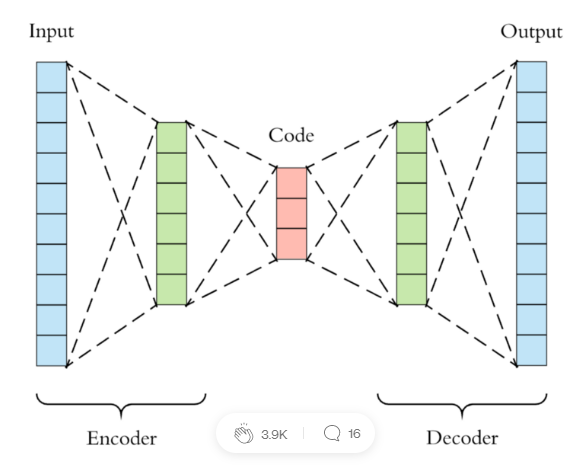 Input
Output
Code
Encoder
3.9K
16
Decoder